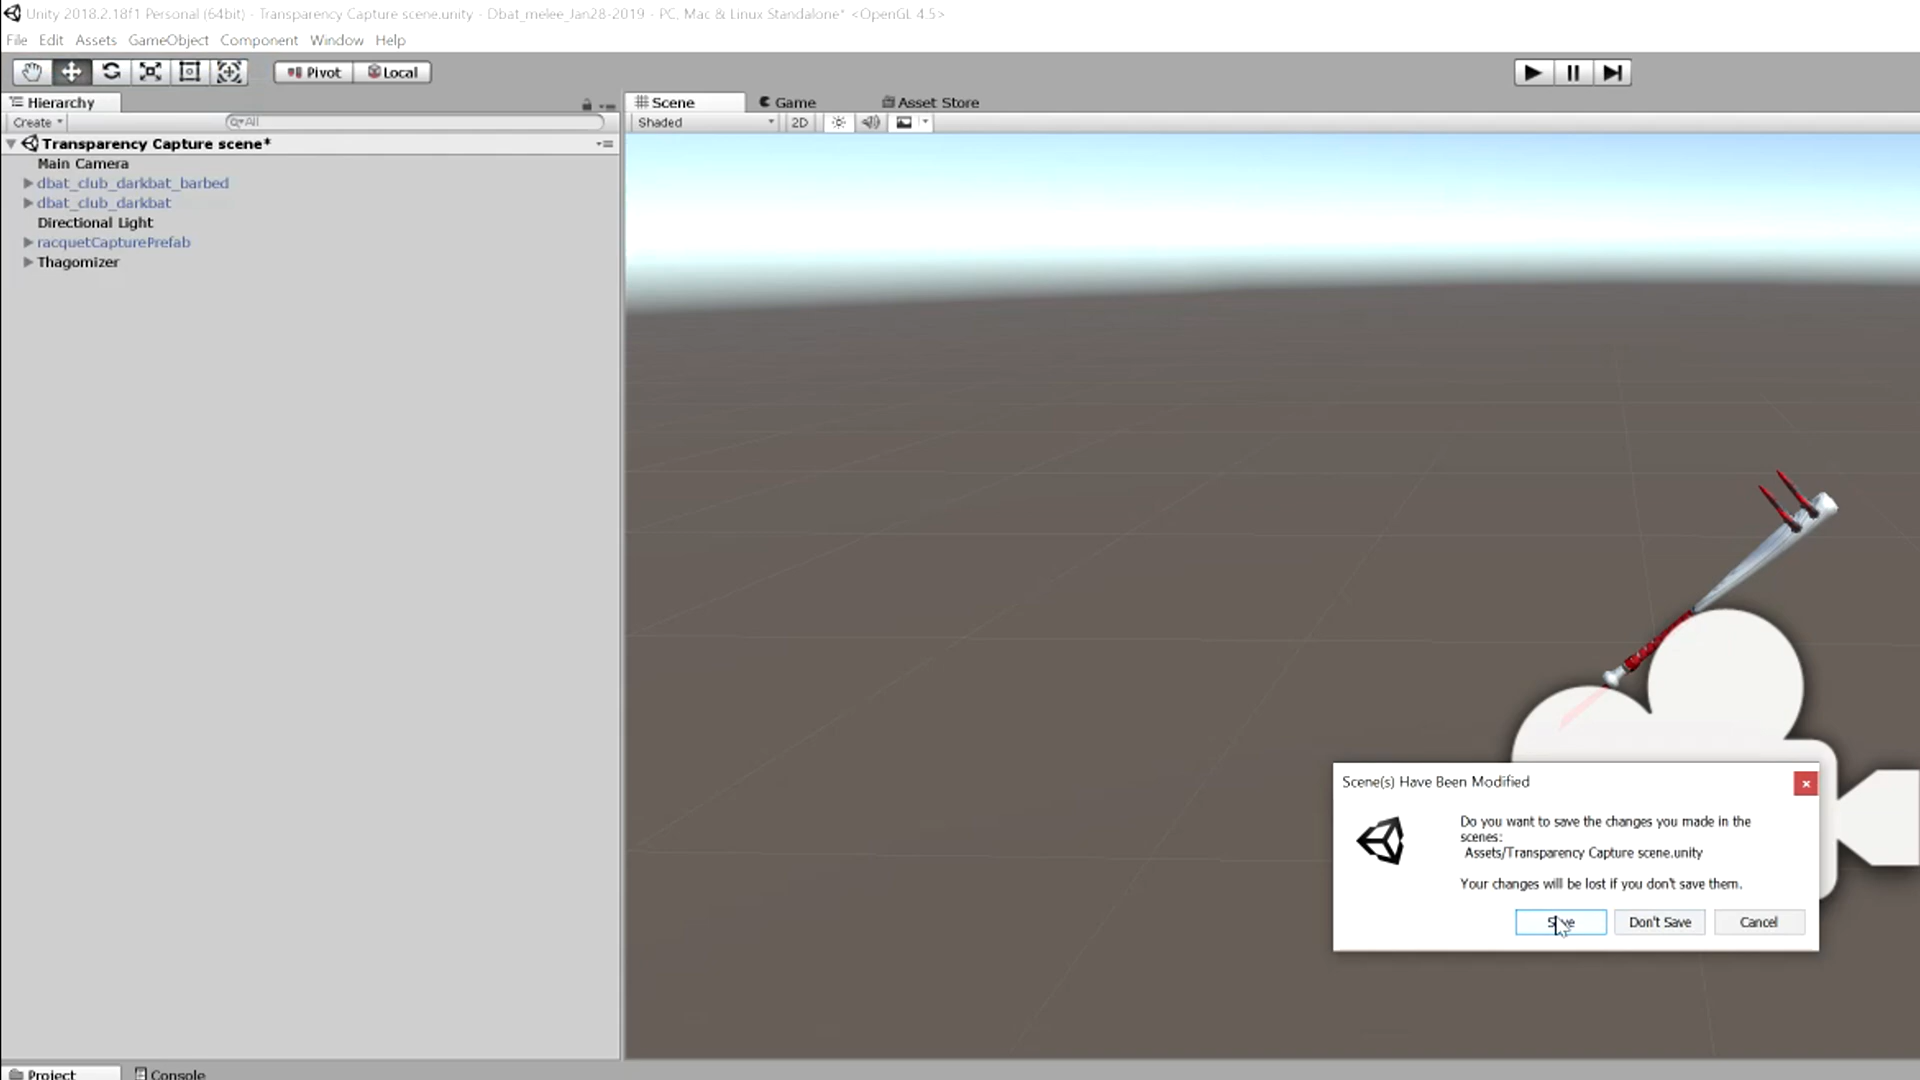 Unity 2018.2.18f1 Personal (64bit) - Transparency Capture scene.unity - Dbat_melee_Jan28-2019 - PC, Mac & Linux Standalone* <OpenGL 4.5>
File Edit Assets GameObject Component Window Help
Pivot Local
Hierarchy Scene Game Asset Store
Create All Shaded 2D
Transparency Capture scene*
Main Camera
dbat_club_darkbat_barbed
dbat_club_darkbat
Directional Light
racquetCapturePrefab
Thagomizer
Scene(s) Have Been Modified
Do you want to save the changes you made in the
scenes:
Assets/Transparency Capture scene.unity
Your changes will be lost if you don't save them.
Save Don't Save Cancel
Project Console